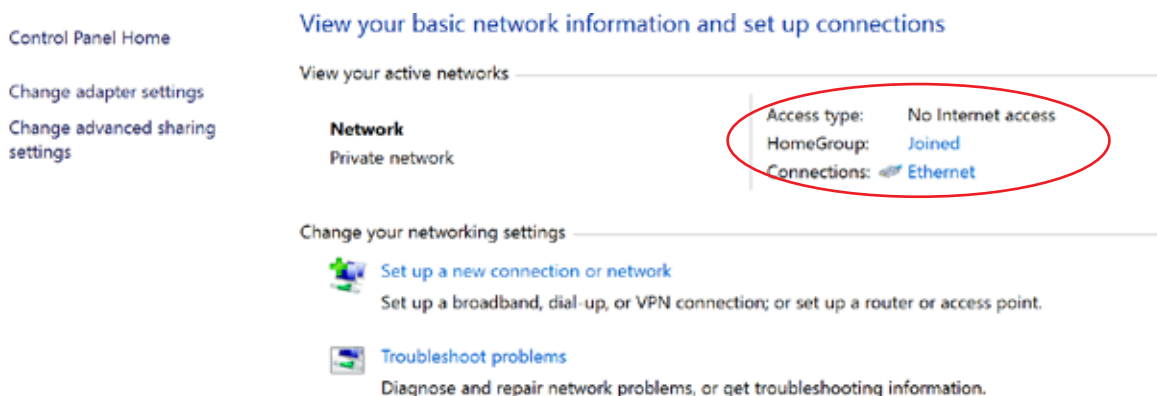 Control Panel Home
Change adapter settings
Change advanced sharing
settings
View your basic network information and set up connections
View your active networks
Network
Private network
Access type: No Internet access
HomeGroup: Joined
Connections: Ethernet
Change your networking settings
Set up a new connection or network
Set up a broadband, dial-up, or VPN connection; or set up a router or access point.
Troubleshoot problems
Diagnose and repair network problems, or get troubleshooting information.